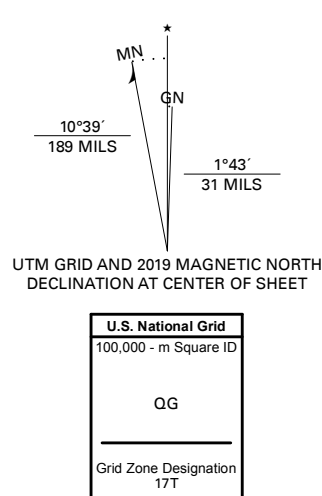 ★
MN
GN
10°39´
189 MILS
1°43´
31 MILS
UTM GRID AND 2019 MAGNETIC NORTH
DECLINATION AT CENTER OF SHEET
U.S. National Grid
100,000 - m Square ID
QG
Grid Zone Designation
17T